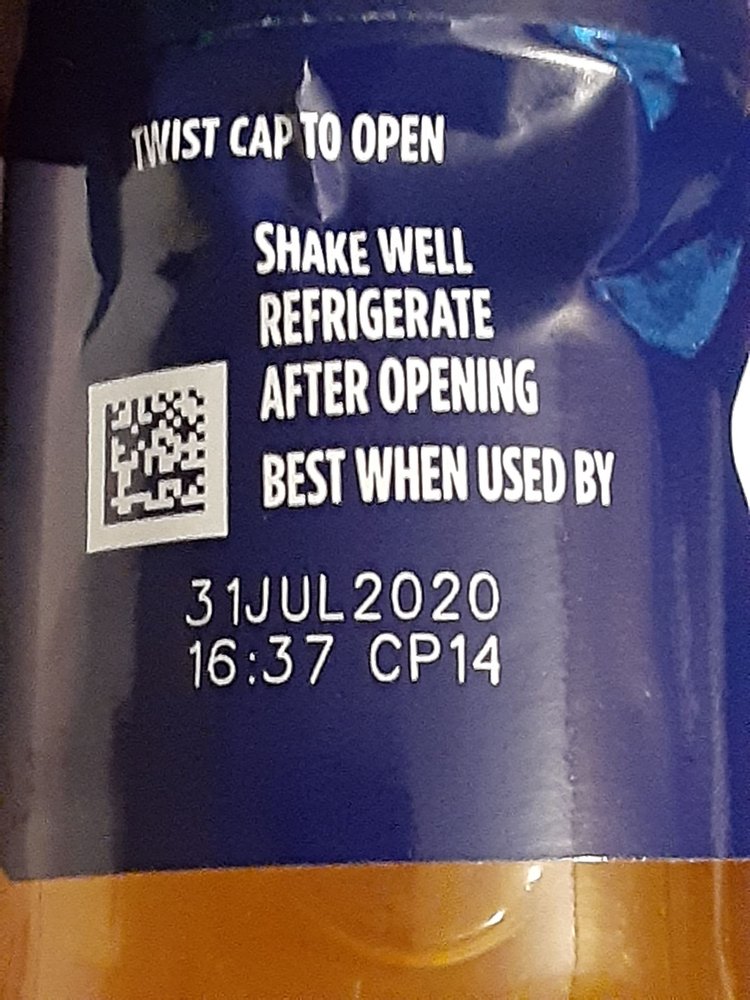 TWIST CAP TO OPEN
SHAKE WELL
REFRIGERATE
AFTER OPENING
BEST WHEN USED BY
31JUL2020
16:37 CP14